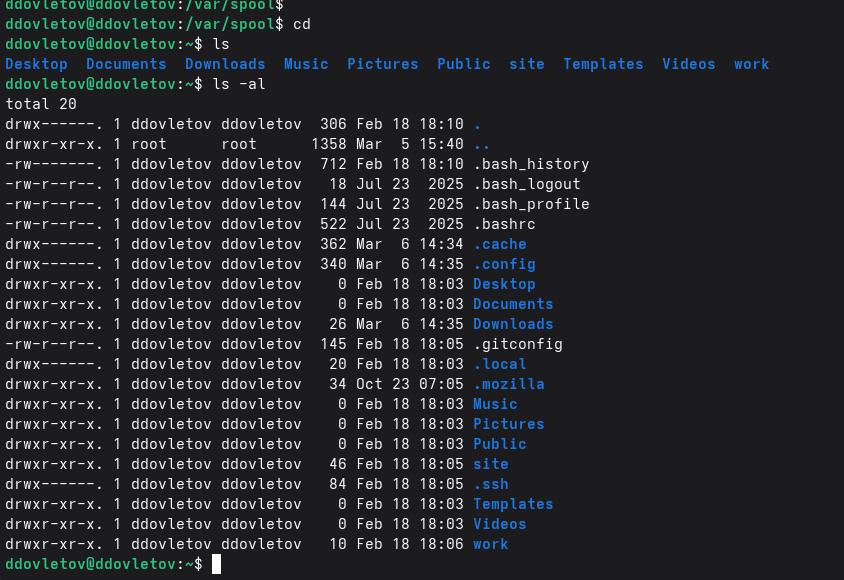 ddovletov@ddovletov:/var/spool$
ddovletov@ddovletov:/var/spool$ cd
ddovletov@ddovletov:~$ ls
Desktop  Documents  Downloads  Music  Pictures  Public  site  Templates  Videos  work
ddovletov@ddovletov:~$ ls -al
total 20
drwx------. 1 ddovletov ddovletov  306 Feb 18 18:10 .
drwxr-xr-x. 1 root      root      1358 Mar  5 15:40 ..
-rw-------. 1 ddovletov ddovletov  712 Feb 18 18:10 .bash_history
-rw-r--r--. 1 ddovletov ddovletov   18 Jul 23  2025 .bash_logout
-rw-r--r--. 1 ddovletov ddovletov  144 Jul 23  2025 .bash_profile
-rw-r--r--. 1 ddovletov ddovletov  522 Jul 23  2025 .bashrc
drwx------. 1 ddovletov ddovletov  362 Mar  6 14:34 .cache
drwx------. 1 ddovletov ddovletov  340 Mar  6 14:35 .config
drwxr-xr-x. 1 ddovletov ddovletov    0 Feb 18 18:03 Desktop
drwxr-xr-x. 1 ddovletov ddovletov    0 Feb 18 18:03 Documents
drwxr-xr-x. 1 ddovletov ddovletov   26 Mar  6 14:35 Downloads
-rw-r--r--. 1 ddovletov ddovletov  145 Feb 18 18:05 .gitconfig
drwx------. 1 ddovletov ddovletov   20 Feb 18 18:03 .local
drwxr-xr-x. 1 ddovletov ddovletov   34 Oct 23 07:05 .mozilla
drwxr-xr-x. 1 ddovletov ddovletov    0 Feb 18 18:03 Music
drwxr-xr-x. 1 ddovletov ddovletov    0 Feb 18 18:03 Pictures
drwxr-xr-x. 1 ddovletov ddovletov    0 Feb 18 18:03 Public
drwxr-xr-x. 1 ddovletov ddovletov   46 Feb 18 18:05 site
drwx------. 1 ddovletov ddovletov   84 Feb 18 18:05 .ssh
drwxr-xr-x. 1 ddovletov ddovletov    0 Feb 18 18:03 Templates
drwxr-xr-x. 1 ddovletov ddovletov    0 Feb 18 18:03 Videos
drwxr-xr-x. 1 ddovletov ddovletov   10 Feb 18 18:06 work
ddovletov@ddovletov:~$